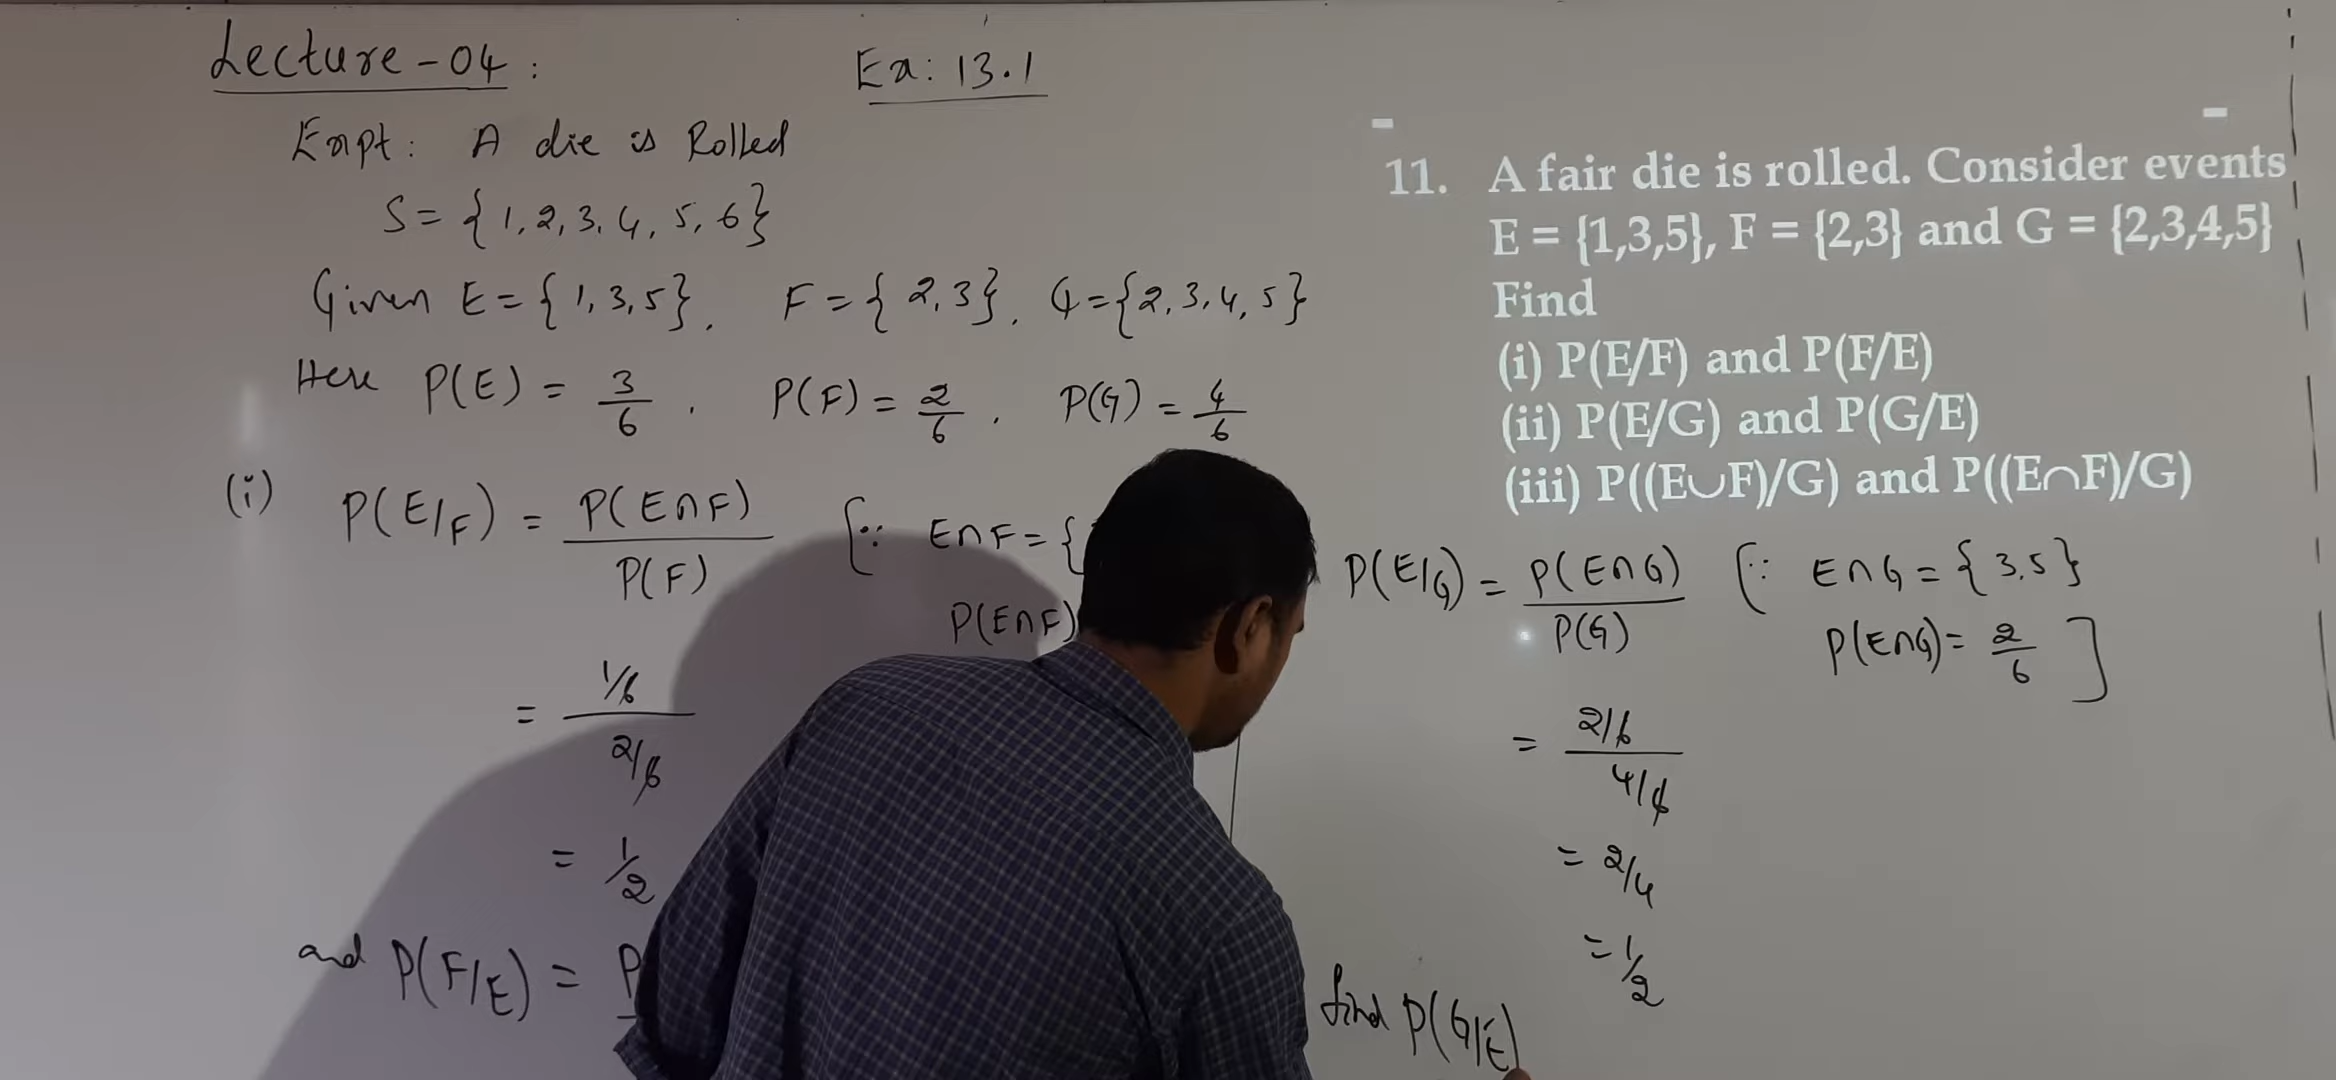 Lecture - 04 :
Ex: 13.1
Expt: A die is Rolled
S = { 1, 2, 3, 4, 5, 6 }
Given E = { 1, 3, 5 }, F = { 2, 3 }, G = { 2, 3, 4, 5 }
Here P(E) = 3/6 , P(F) = 2/6 , P(G) = 4/6
(i) P(E/F) = P(E∩F)/P(F) [∵ E∩F = {
P(E∩F)
= 1/6 / 2/6
= 1/2
and P(F/E) = P
11. A fair die is rolled. Consider events
E = {1,3,5}, F = {2,3} and G = {2,3,4,5}
Find
(i) P(E/F) and P(F/E)
(ii) P(E/G) and P(G/E)
(iii) P((E∪F)/G) and P((E∩F)/G)
P(E/G) = P(E∩G)/P(G) [∵ E∩G = { 3, 5 }
P(E∩G) = 2/6 ]
= 2/6 / 4/6
= 2/4
= 1/2
find P(G/E)